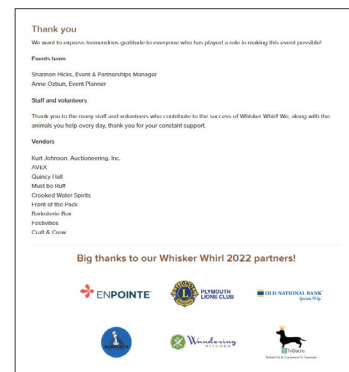 Thank you
We want to express tremendous gratitude to everyone who has played a role in making this event possible!
Events team
Shannon Hicks, Event & Partnerships Manager
Anne Ozbun, Event Planner
Staff and volunteers
Thank you to the many staff and volunteers who contribute to the success of Whisker Whirl! We, along with the
animals you help every day, thank you for your constant support.
Vendors
Kurt Johnson, Auctioneering, Inc.
AVEX
Quincy Hall
Must be Ruff
Crooked Water Spirits
Front of the Pack
Barkuterie Box
Festivities
Craft & Crew
Big thanks to our Whisker Whirl 2022 partners!
ENPOINTE
PLYMOUTH
LIONS CLUB
OLD NATIONAL BANK
Wandering
KITCHEN